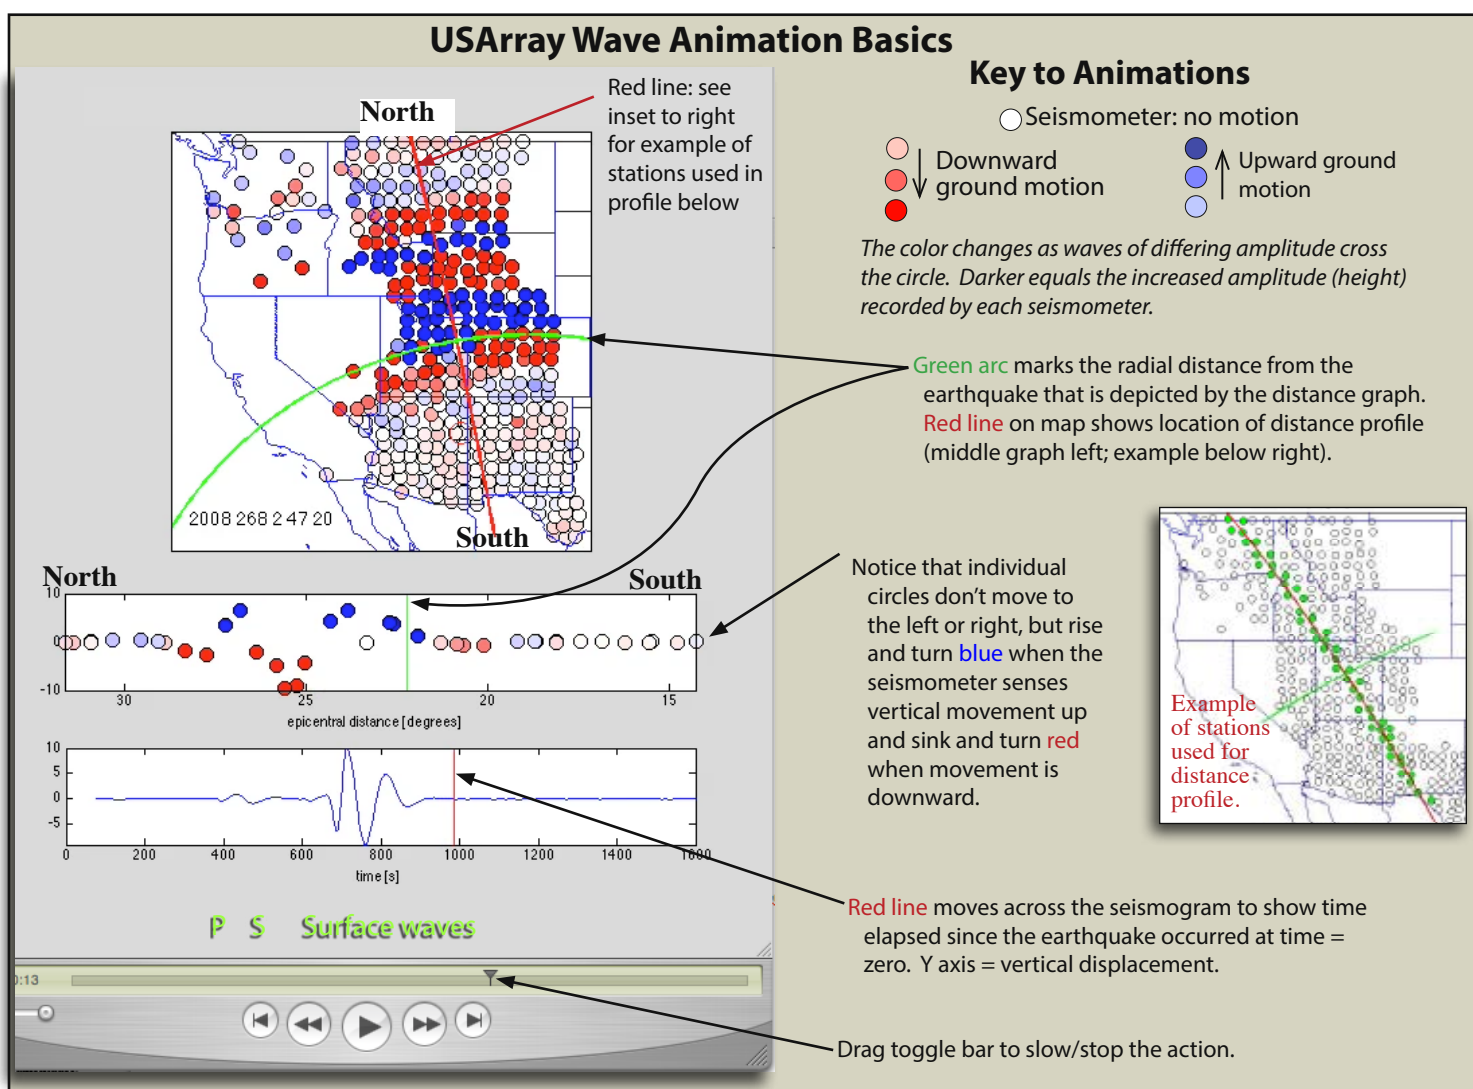 USArray Wave Animation Basics
Key to Animations
Seismometer: no motion
Downward
ground motion
Upward ground
motion
The color changes as waves of differing amplitude cross
the circle. Darker equals the increased amplitude (height)
recorded by each seismometer.
Red line: see
inset to right
for example of
stations used in
profile below
North
South
2008 268 2 47 20
Green arc marks the radial distance from the
earthquake that is depicted by the distance graph.
Red line on map shows location of distance profile
(middle graph left; example below right).
North
South
10
0
-10
30
25
20
15
epicentral distance [degrees]
Notice that individual
circles don't move to
the left or right, but rise
and turn blue when the
seismometer senses
vertical movement up
and sink and turn red
when movement is
downward.
Example
of stations
used for
distance
profile.
10
5
0
-5
0
200
400
600
800
1000
1200
1400
1600
time [s]
P S Surface waves
Red line moves across the seismogram to show time
elapsed since the earthquake occurred at time =
zero. Y axis = vertical displacement.
0:13
Drag toggle bar to slow/stop the action.